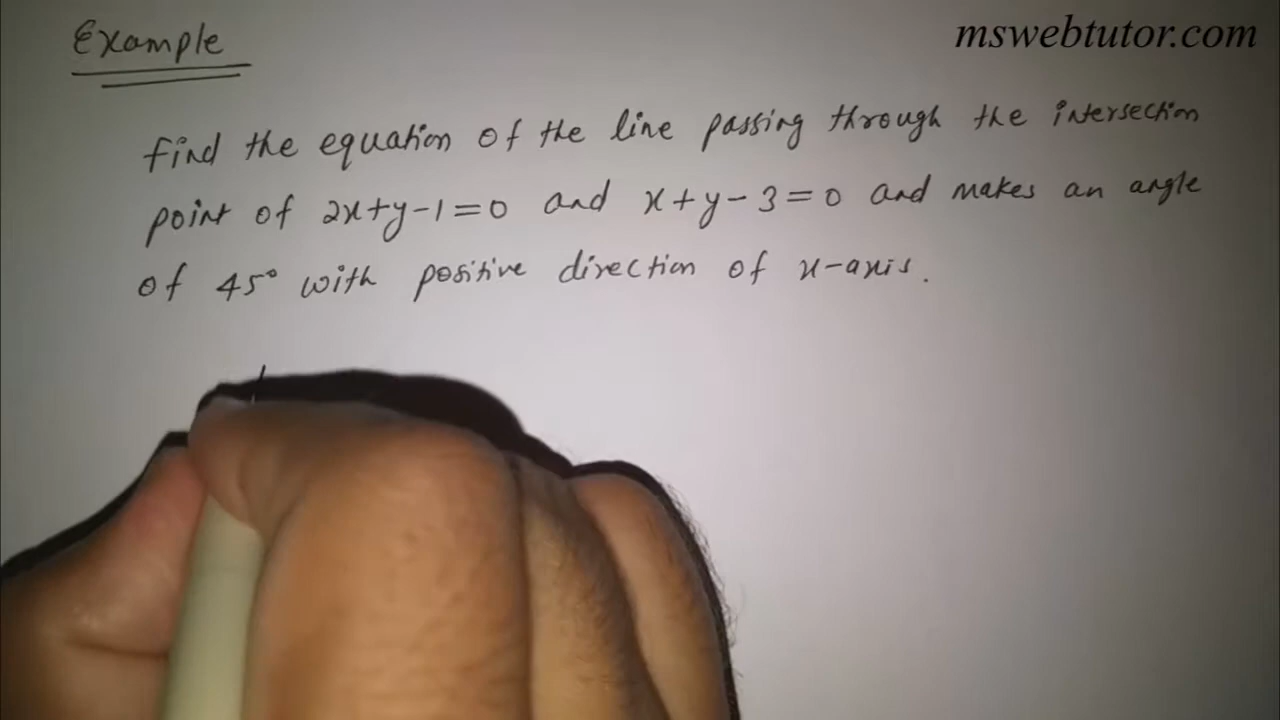 Example
mswebtutor.com
find the equation of the line passing through the intersection
point of 2x+y-1=0 and x+y-3=0 and makes an angle
of 45° with positive direction of x-axis.